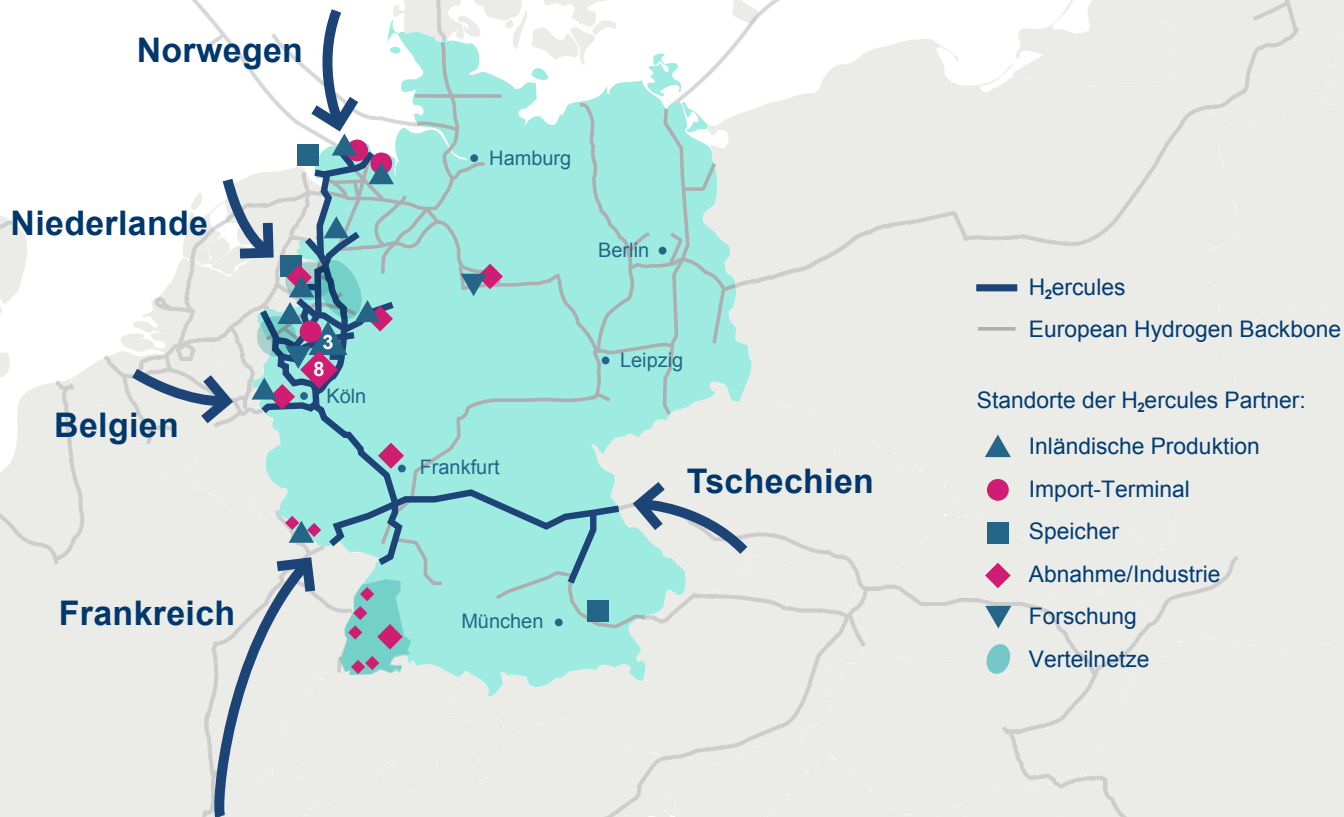 Norwegen
Hamburg
Niederlande
Berlin
H₂ercules
European Hydrogen Backbone
3
Leipzig
8
Köln
Standorte der H₂ercules Partner:
Belgien
Inländische Produktion
Frankfurt
Tschechien
Import-Terminal
Speicher
Abnahme/Industrie
Frankreich
München
Forschung
Verteilnetze